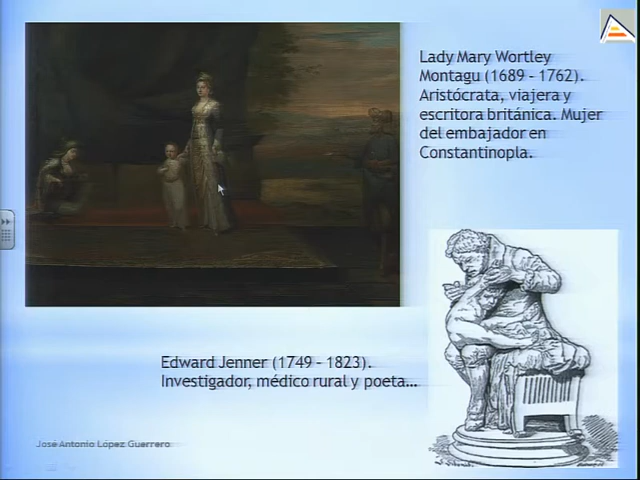 Lady Mary Wortley
Montagu (1689 - 1762).
Aristócrata, viajera y
escritora británica. Mujer
del embajador en
Constantinopla.
Edward Jenner (1749 - 1823).
Investigador, médico rural y poeta...
José Antonio López Guerrero